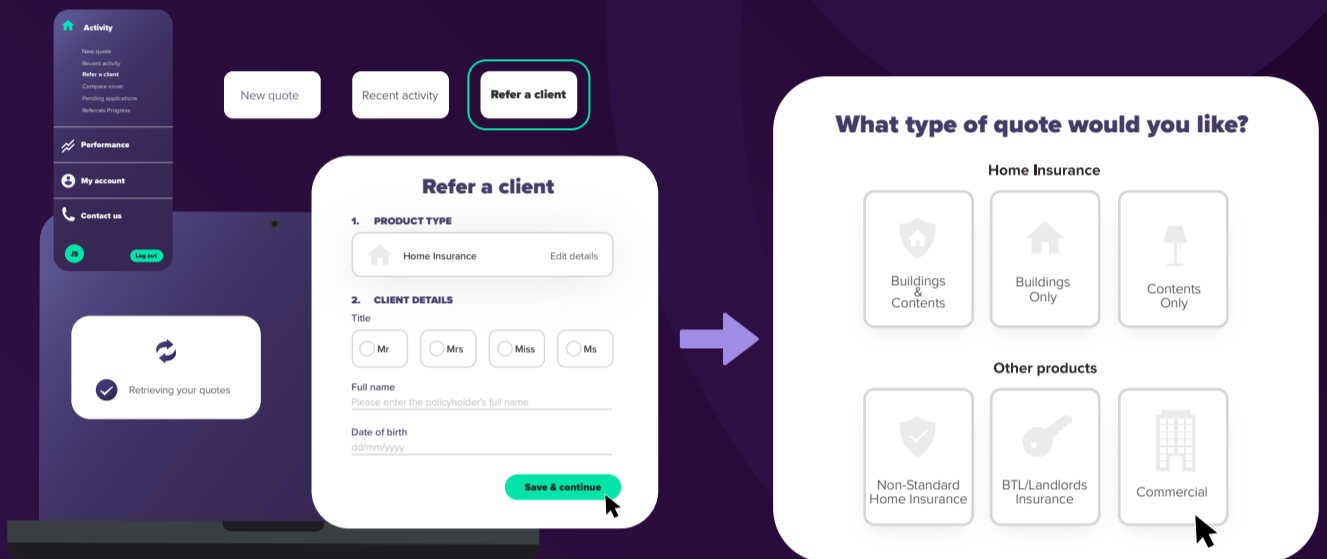 Activity
New quote
Recent activity
Refer a client
Compare cover
Pending applications
Referrals Progress
Performance
My account
Contact us
JS
Log out
New quote
Recent activity
Refer a client
Retrieving your quotes
Refer a client
1. PRODUCT TYPE
Home Insurance
Edit details
2. CLIENT DETAILS
Title
Mr
Mrs
Miss
Ms
Full name
Please enter the policyholder's full name
Date of birth
dd/mm/yyyy
Save & continue
What type of quote would you like?
Home Insurance
Buildings
&
Contents
Buildings
Only
Contents
Only
Other products
Non-Standard
Home Insurance
BTL/Landlords
Insurance
Commercial